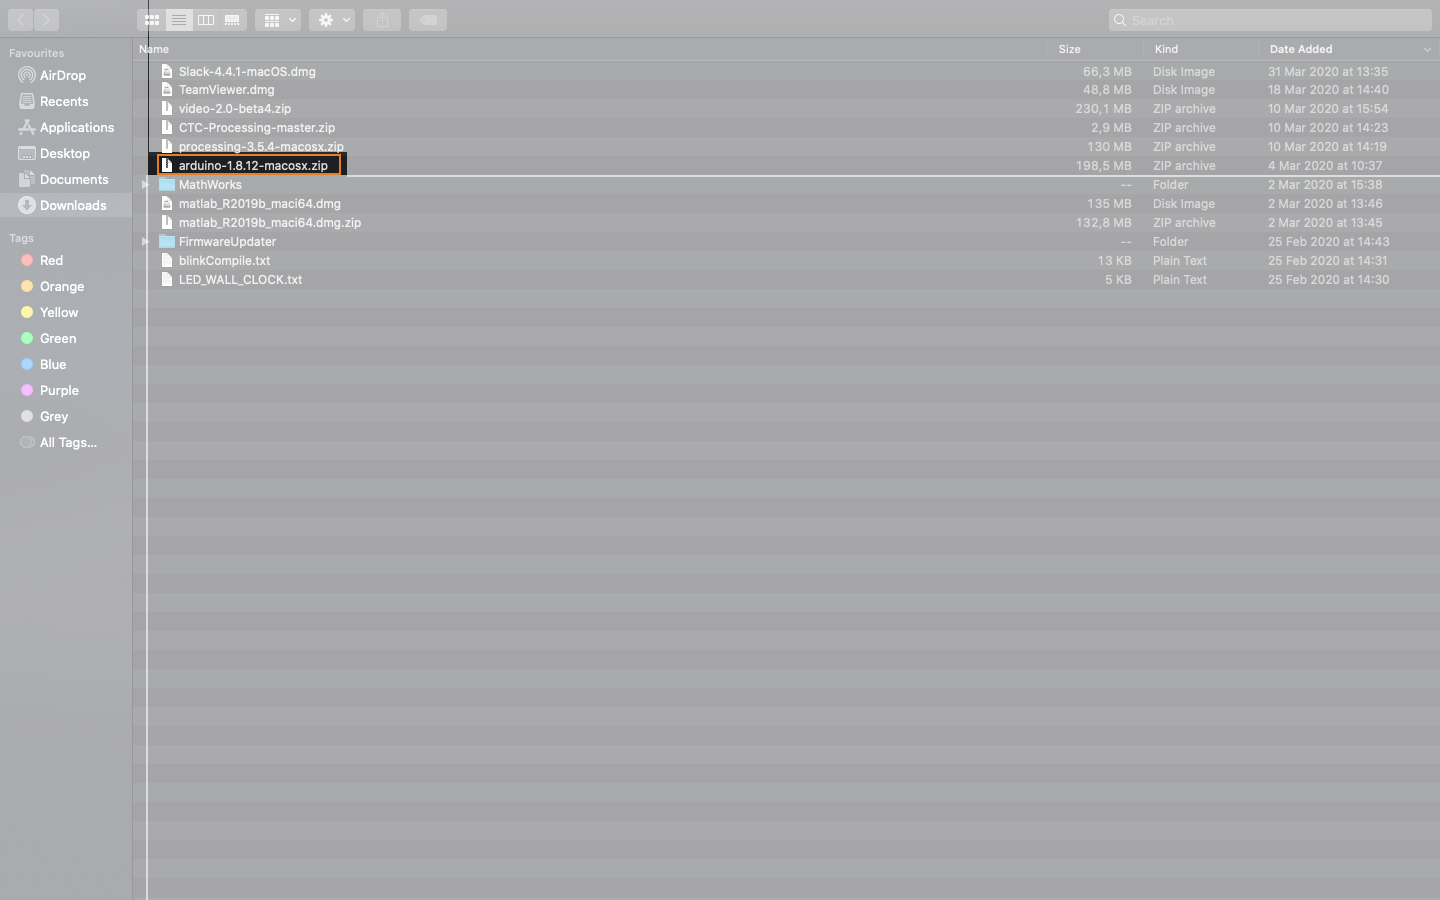 Search
Favourites
AirDrop
Recents
Applications
Desktop
Documents
Downloads
Tags
Red
Orange
Yellow
Green
Blue
Purple
Grey
All Tags...
Name Size Kind Date Added
Slack-4.4.1-macOS.dmg 66,3 MB Disk Image 31 Mar 2020 at 13:35
TeamViewer.dmg 48,8 MB Disk Image 18 Mar 2020 at 14:40
video-2.0-beta4.zip 230,1 MB ZIP archive 10 Mar 2020 at 15:54
CTC-Processing-master.zip 2,9 MB ZIP archive 10 Mar 2020 at 14:23
processing-3.5.4-macosx.zip 130 MB ZIP archive 10 Mar 2020 at 14:19
arduino-1.8.12-macosx.zip 198,5 MB ZIP archive 4 Mar 2020 at 10:37
MathWorks -- Folder 2 Mar 2020 at 15:38
matlab_R2019b_maci64.dmg 135 MB Disk Image 2 Mar 2020 at 13:46
matlab_R2019b_maci64.dmg.zip 132,8 MB ZIP archive 2 Mar 2020 at 13:45
FirmwareUpdater -- Folder 25 Feb 2020 at 14:43
blinkCompile.txt 13 KB Plain Text 25 Feb 2020 at 14:31
LED_WALL_CLOCK.txt 5 KB Plain Text 25 Feb 2020 at 14:30